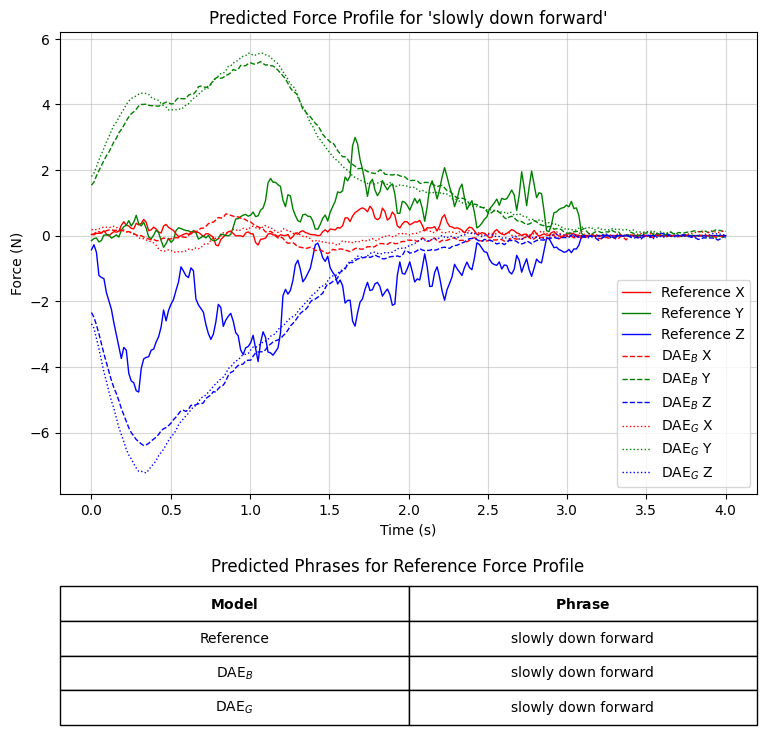 Predicted Force Profile for 'slowly down forward'
6
4
2
0
−2
−4
−6
Force (N)
0.0 0.5 1.0 1.5 2.0 2.5 3.0 3.5 4.0
Time (s)
Reference X
Reference Y
Reference Z
DAE_B X
DAE_B Y
DAE_B Z
DAE_G X
DAE_G Y
DAE_G Z
Predicted Phrases for Reference Force Profile
Model Phrase
Reference slowly down forward
DAE_B slowly down forward
DAE_G slowly down forward